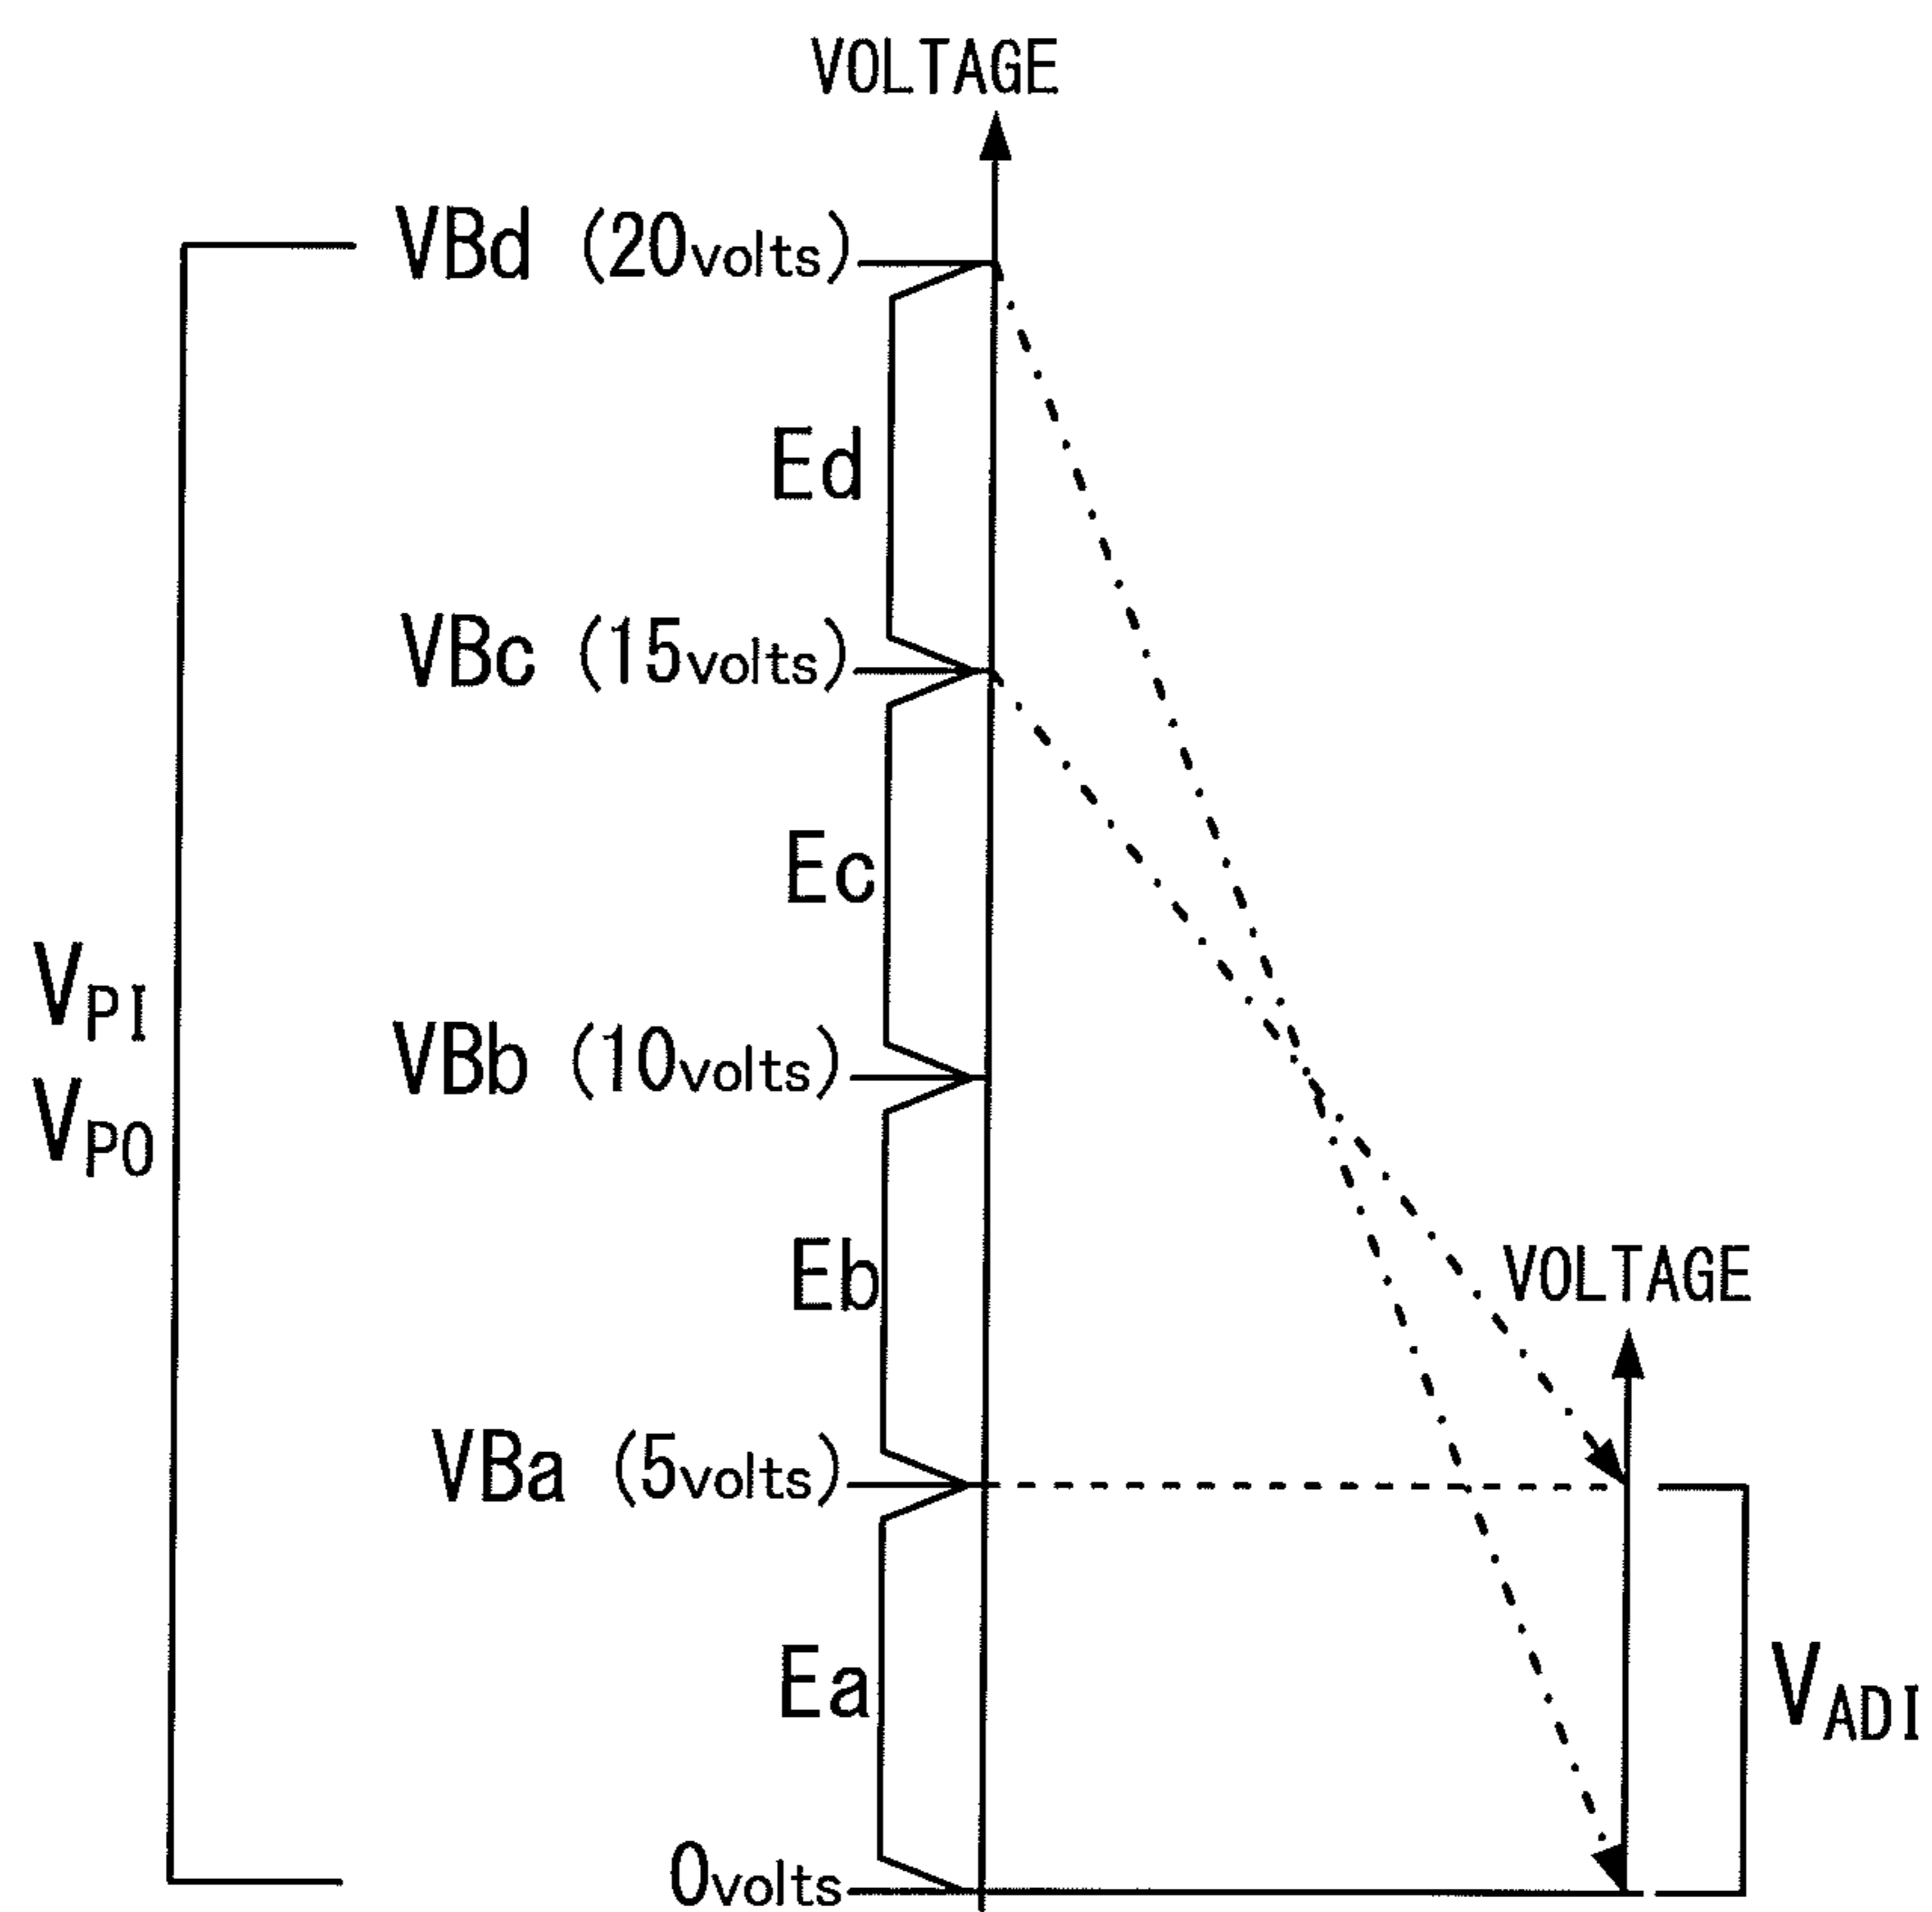 VOLTAGE
VBd (20volts)
Ed
VBc (15volts)
Ec
VPI
VPO
VBb (10volts)
Eb
VOLTAGE
VBa (5volts)
Ea
VADI
0volts